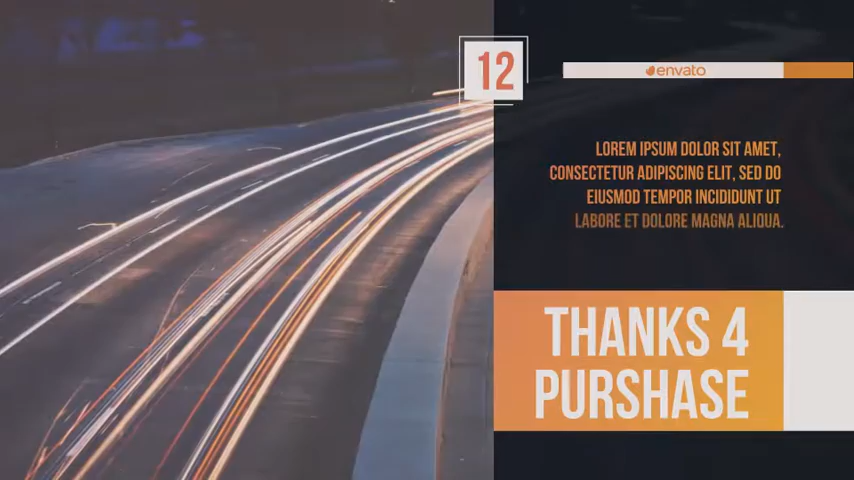 12
envato
LOREM IPSUM DOLOR SIT AMET,
CONSECTETUR ADIPISCING ELIT, SED DO
EIUSMOD TEMPOR INCIDIDUNT UT
LABORE ET DOLORE MAGNA ALIQUA.
THANKS 4
PURSHASE